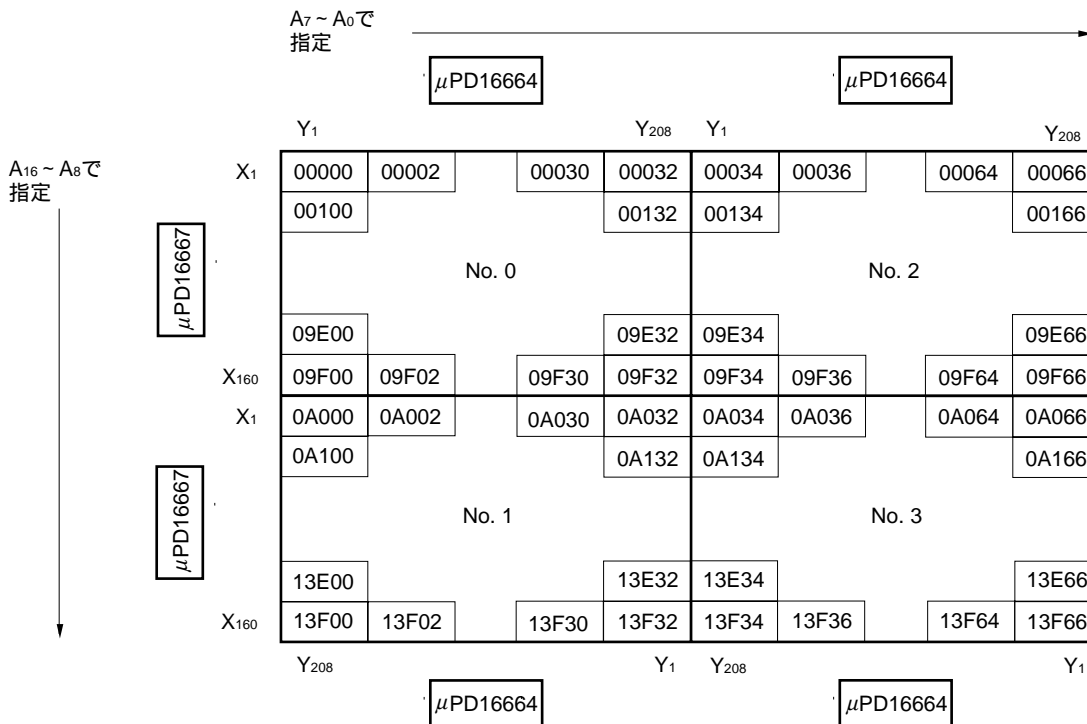 A7 ~ A0で
指定
μPD16664 μPD16664
Y1 Y208 Y1 Y208
A16 ~ A8で
指定
X1 00000 00002 00030 00032 00034 00036 00064 00066
00100 00132 00134 00166
μPD16667
No. 0 No. 2
09E00 09E32 09E34 09E66
X160 09F00 09F02 09F30 09F32 09F34 09F36 09F64 09F66
X1 0A000 0A002 0A030 0A032 0A034 0A036 0A064 0A066
0A100 0A132 0A134 0A166
μPD16667
No. 1 No. 3
13E00 13E32 13E34 13E66
X160 13F00 13F02 13F30 13F32 13F34 13F36 13F64 13F66
Y208 Y1 Y208 Y1
μPD16664 μPD16664